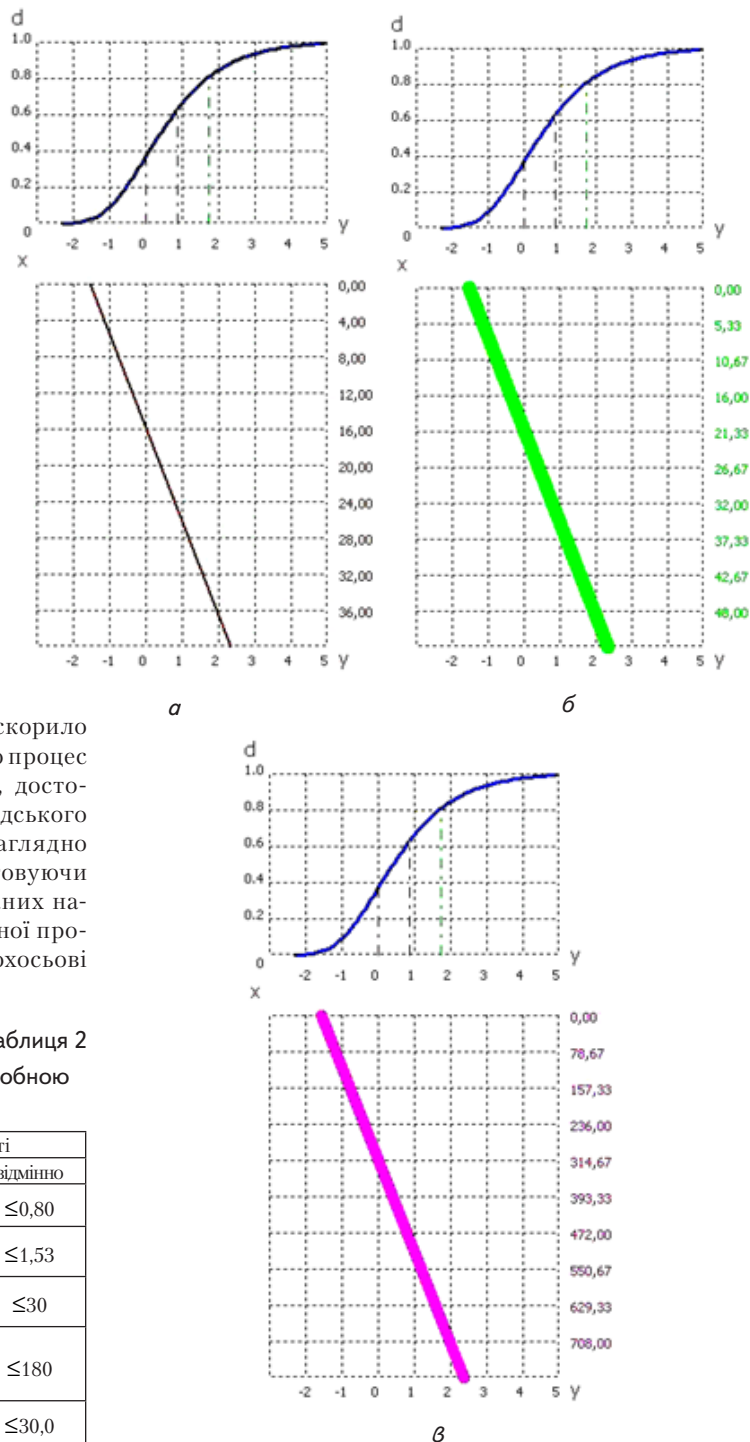 d
1.0
0.8
0.6
0.4
0.2
0
-2 -1 0 1 2 3 4 5 y
x
0,00
4,00
8,00
12,00
16,00
20,00
24,00
28,00
32,00
36,00
-2 -1 0 1 2 3 4 5 y
а
d
1.0
0.8
0.6
0.4
0.2
0
-2 -1 0 1 2 3 4 5 y
x
0,00
5,33
10,67
16,00
21,33
26,67
32,00
37,33
42,67
48,00
-2 -1 0 1 2 3 4 5 y
б
скорило
о процес
, досто-
дського
аглядно
овуючи
аних на-
ної про-
охосьові
аблиця 2
обною
ті
відмінно
≤0,80
≤1,53
≤30
≤180
≤30,0
d
1.0
0.8
0.6
0.4
0.2
0
-2 -1 0 1 2 3 4 5 y
x
0,00
78,67
157,33
236,00
314,67
393,33
472,00
550,67
629,33
708,00
-2 -1 0 1 2 3 4 5 y
в